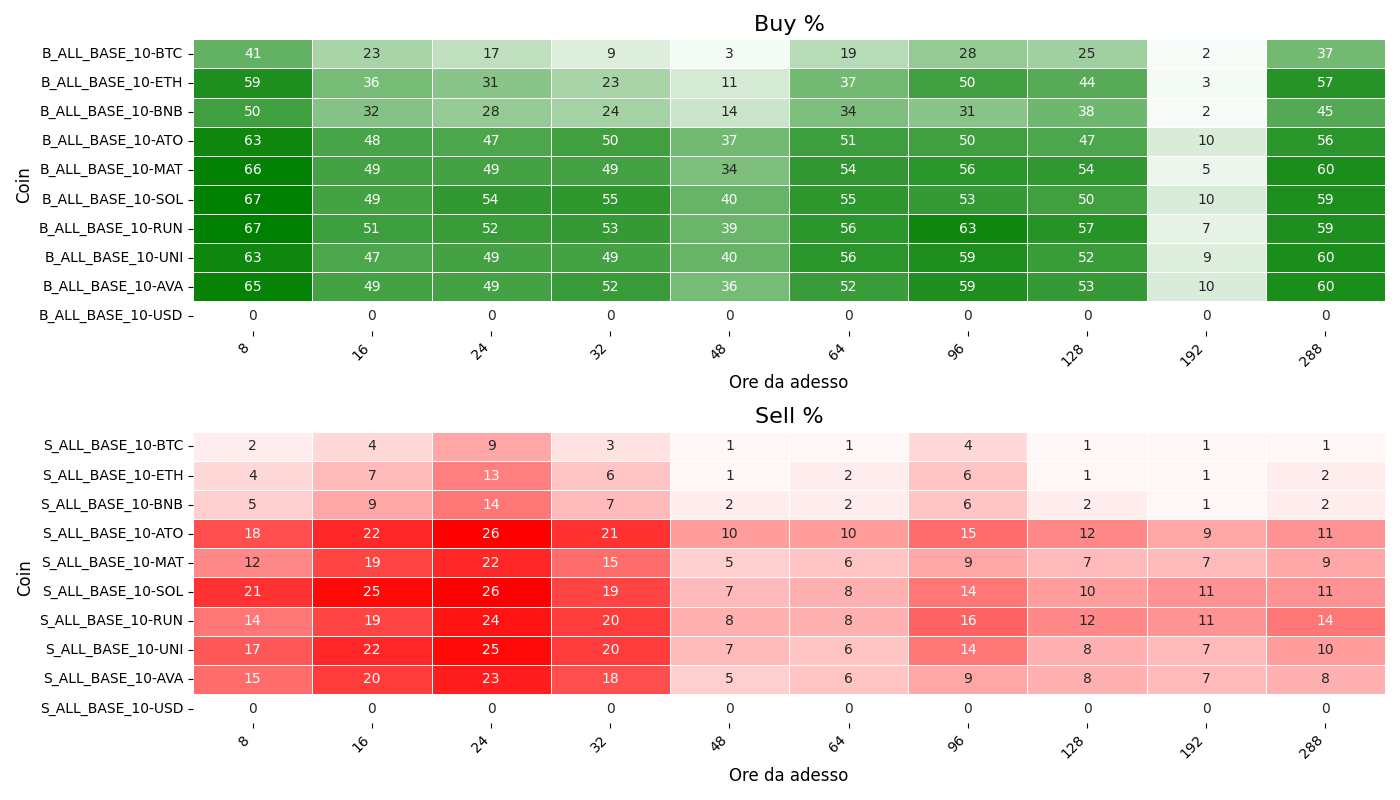 Buy %
Coin
B_ALL_BASE_10-BTC 41 23 17 9 3 19 28 25 2 37
B_ALL_BASE_10-ETH 59 36 31 23 11 37 50 44 3 57
B_ALL_BASE_10-BNB 50 32 28 24 14 34 31 38 2 45
B_ALL_BASE_10-ATO 63 48 47 50 37 51 50 47 10 56
B_ALL_BASE_10-MAT 66 49 49 49 34 54 56 54 5 60
B_ALL_BASE_10-SOL 67 49 54 55 40 55 53 50 10 59
B_ALL_BASE_10-RUN 67 51 52 53 39 56 63 57 7 59
B_ALL_BASE_10-UNI 63 47 49 49 40 56 59 52 9 60
B_ALL_BASE_10-AVA 65 49 49 52 36 52 59 53 10 60
B_ALL_BASE_10-USD 0 0 0 0 0 0 0 0 0 0
8 16 24 32 48 64 96 128 192 288
Ore da adesso
Sell %
Coin
S_ALL_BASE_10-BTC 2 4 9 3 1 1 4 1 1 1
S_ALL_BASE_10-ETH 4 7 13 6 1 2 6 1 1 2
S_ALL_BASE_10-BNB 5 9 14 7 2 2 6 2 1 2
S_ALL_BASE_10-ATO 18 22 26 21 10 10 15 12 9 11
S_ALL_BASE_10-MAT 12 19 22 15 5 6 9 7 7 9
S_ALL_BASE_10-SOL 21 25 26 19 7 8 14 10 11 11
S_ALL_BASE_10-RUN 14 19 24 20 8 8 16 12 11 14
S_ALL_BASE_10-UNI 17 22 25 20 7 6 14 8 7 10
S_ALL_BASE_10-AVA 15 20 23 18 5 6 9 8 7 8
S_ALL_BASE_10-USD 0 0 0 0 0 0 0 0 0 0
8 16 24 32 48 64 96 128 192 288
Ore da adesso